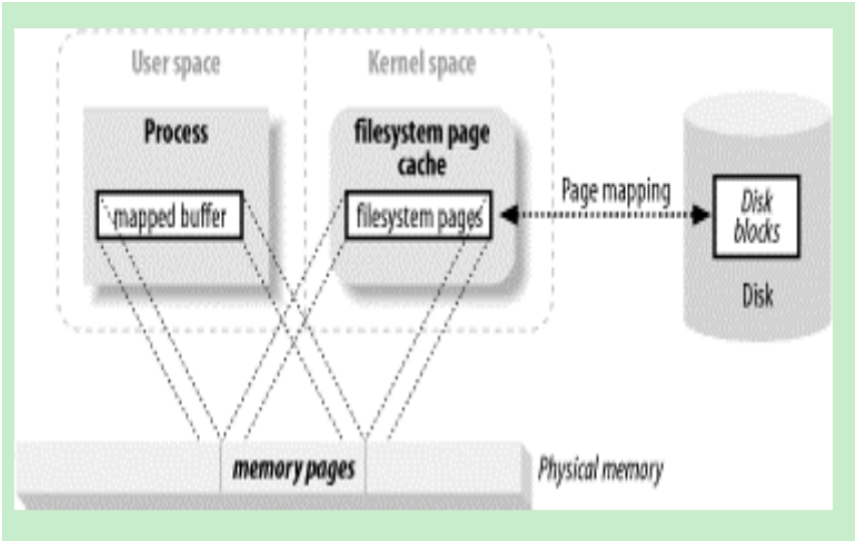 User space
Kernel space
Process
filesystem page
cache
mapped buffer
filesystem pages
Page mapping
Disk
blocks
Disk
memory pages
Physical memory